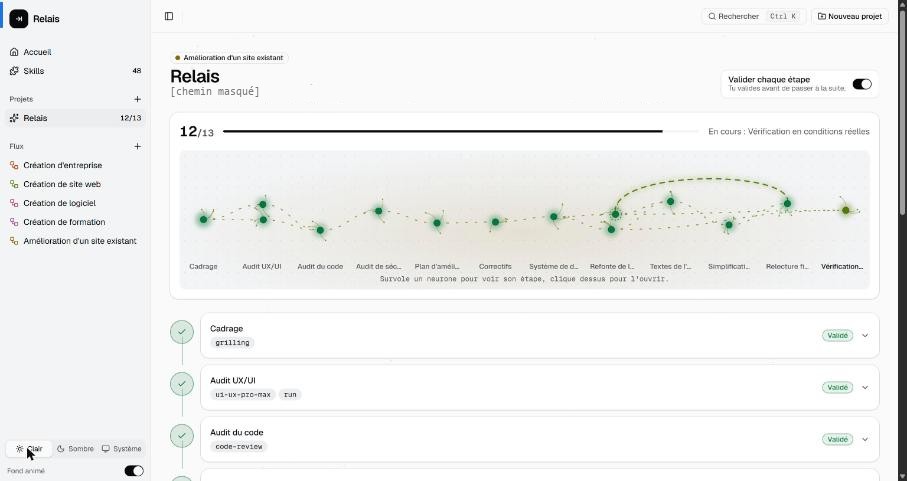 Relais
Rechercher Ctrl K
Nouveau projet
Accueil
Skills 48
Projets
Relais 12/13
Flux
Création d'entreprise
Création de site web
Création de logiciel
Création de formation
Amélioration d'un site existant
Clair Sombre Système
Fond animé
Amélioration d'un site existant
Relais
[chemin masqué]
Valider chaque étape
Tu valides avant de passer à la suite.
12/13
En cours : Vérification en conditions réelles
Cadrage Audit UX/UI Audit du code Audit de séc... Plan d'améli... Correctifs Système de d... Refonte de l... Textes de l'... Simplificati... Relecture fi... Vérification...
Survole un neurone pour voir son étape, clique dessus pour l'ouvrir.
Cadrage
grilling
Validé
Audit UX/UI
ui-ux-pro-max run
Validé
Audit du code
code-review
Validé